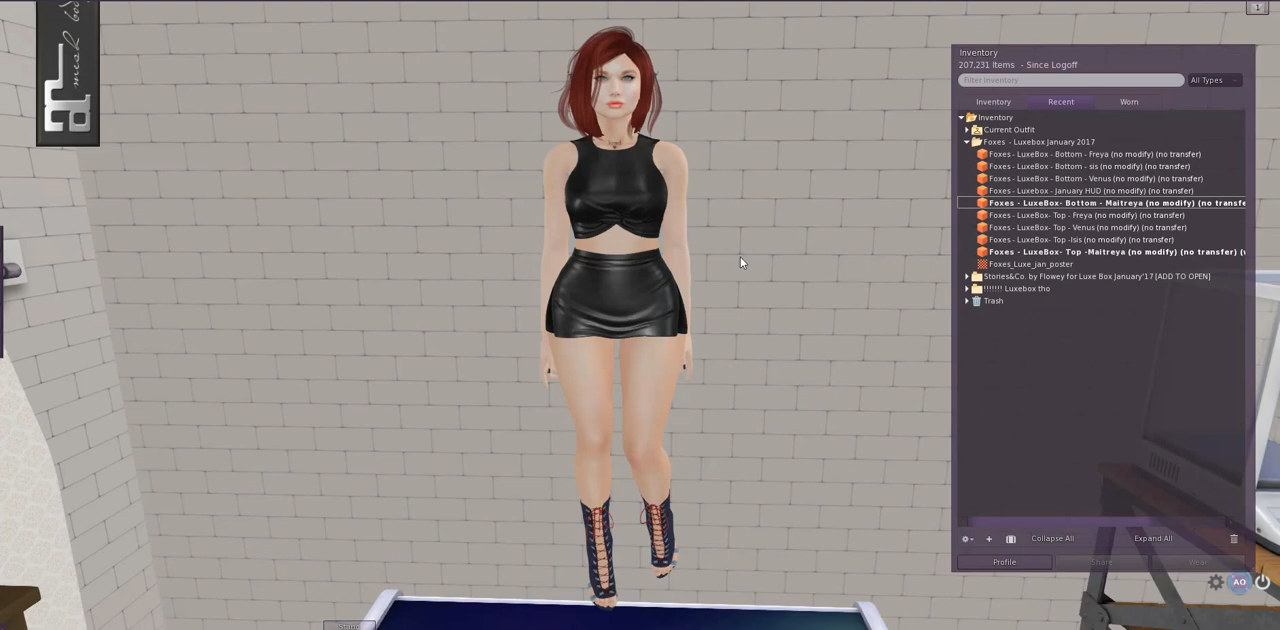 1
mesh
Inventory
207,231 Items - Since Logoff
Filter Inventory
All Types
Inventory
Recent
Worn
Inventory
Current Outfit
Foxes - Luxebox January 2017
Foxes - LuxeBox - Bottom - Freya (no modify) (no transfer)
Foxes - LuxeBox - Bottom - sis (no modify) (no transfer)
Foxes - LuxeBox - Bottom - Venus (no modify) (no transfer)
Foxes - Luxebox - January HUD (no modify) (no transfer)
Foxes - LuxeBox- Bottom - Maitreya (no modify) (no transfe
Foxes - LuxeBox- Top - Freya (no modify) (no transfer)
Foxes - LuxeBox- Top - Venus (no modify) (no transfer)
Foxes - LuxeBox- Top -Isis (no modify) (no transfer)
Foxes - LuxeBox- Top -Maitreya (no modify) (no transfer) (
Foxes_Luxe_jan_poster
Stories&Co. by Flowey for Luxe Box January'17 [ADD TO OPEN]
!!!!!!! Luxebox tho
Trash
Collapse All
Expand All
Profile
Share
Wear
AO
Stand